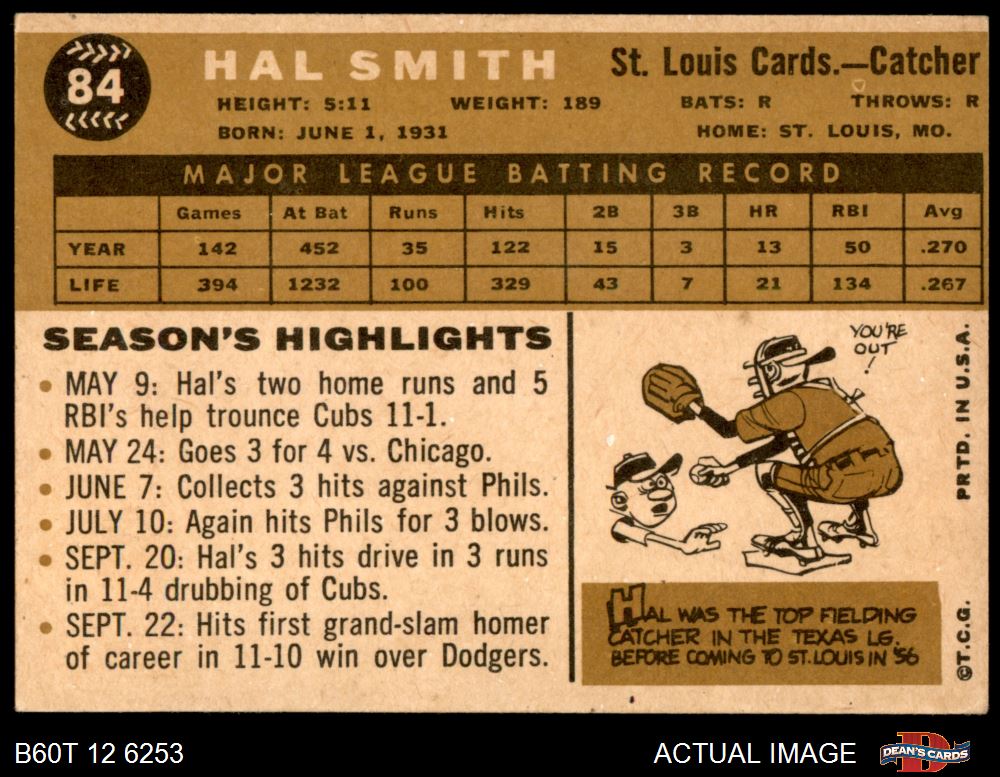 84
HAL SMITH
St. Louis Cards.—Catcher
HEIGHT: 5:11 WEIGHT: 189 BATS: R THROWS: R
BORN: JUNE 1, 1931 HOME: ST. LOUIS, MO.
MAJOR LEAGUE BATTING RECORD
Games At Bat Runs Hits 2B 3B HR RBI Avg
YEAR 142 452 35 122 15 3 13 50 .270
LIFE 394 1232 100 329 43 7 21 134 .267
SEASON'S HIGHLIGHTS
• MAY 9: Hal's two home runs and 5
RBI's help trounce Cubs 11-1.
• MAY 24: Goes 3 for 4 vs. Chicago.
• JUNE 7: Collects 3 hits against Phils.
• JULY 10: Again hits Phils for 3 blows.
• SEPT. 20: Hal's 3 hits drive in 3 runs
in 11-4 drubbing of Cubs.
• SEPT. 22: Hits first grand-slam homer
of career in 11-10 win over Dodgers.
YOU'RE
OUT
!
HAL WAS THE TOP FIELDING
CATCHER IN THE TEXAS LG.
BEFORE COMING TO ST. LOUIS IN '56
PRTD. IN U.S.A.
©T.C.G.
B60T 12 6253
ACTUAL IMAGE
DEAN'S CARDS